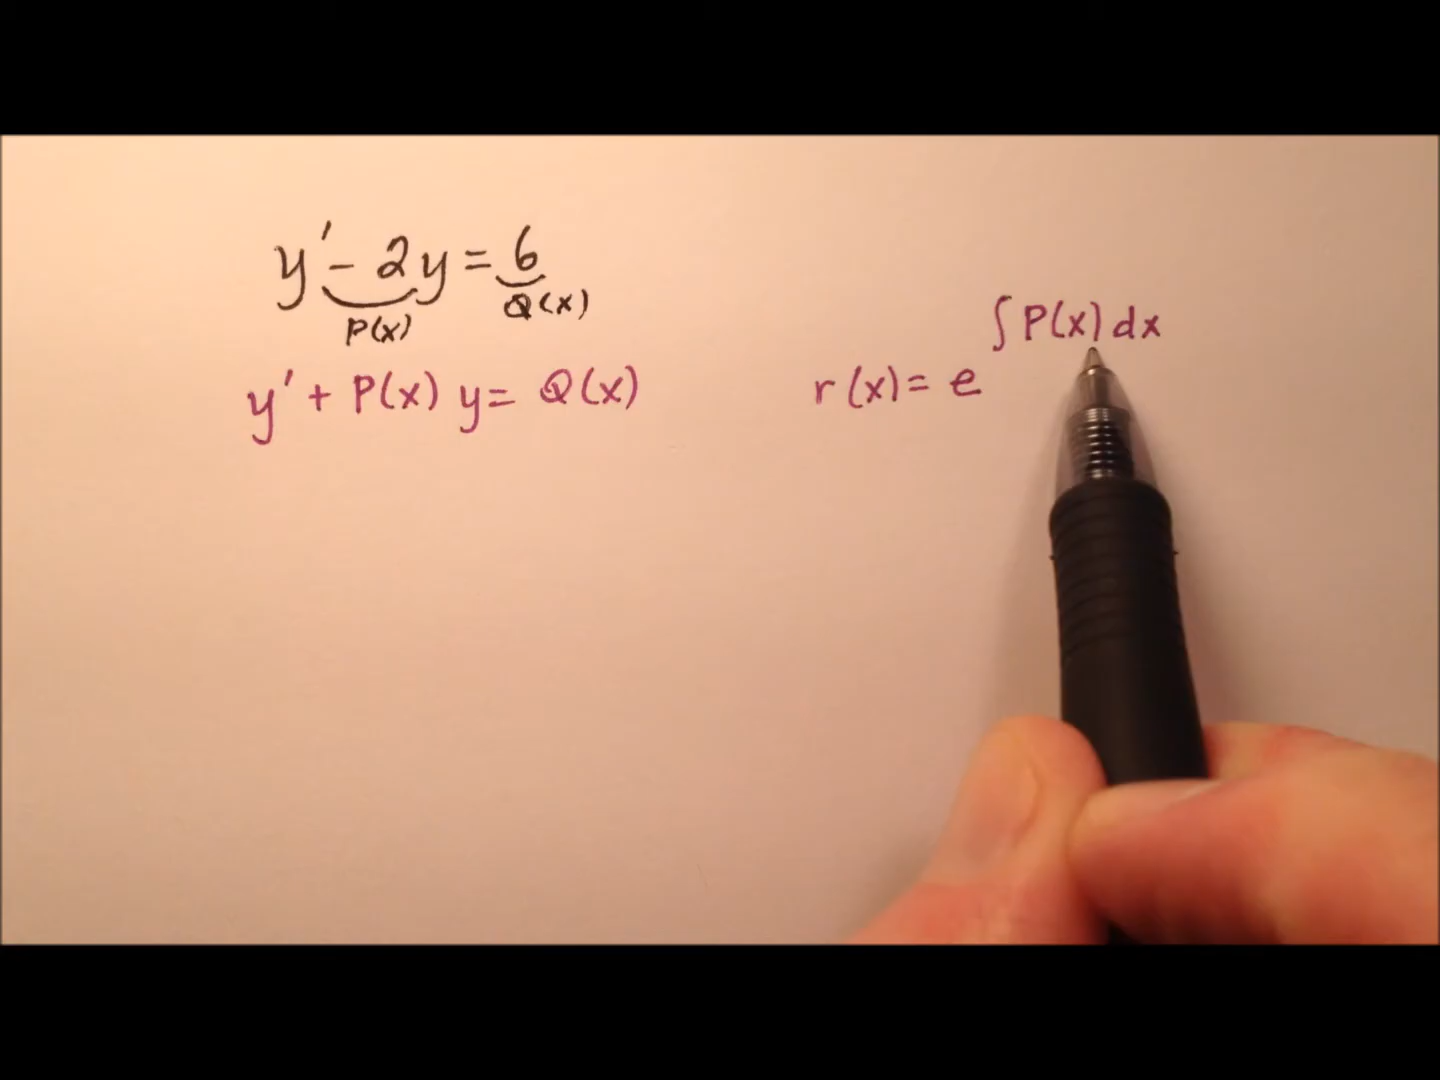 y' - 2y = 6
P(x) Q(x)
y' + P(x) y = Q(x)
r(x) = e^∫P(x)dx